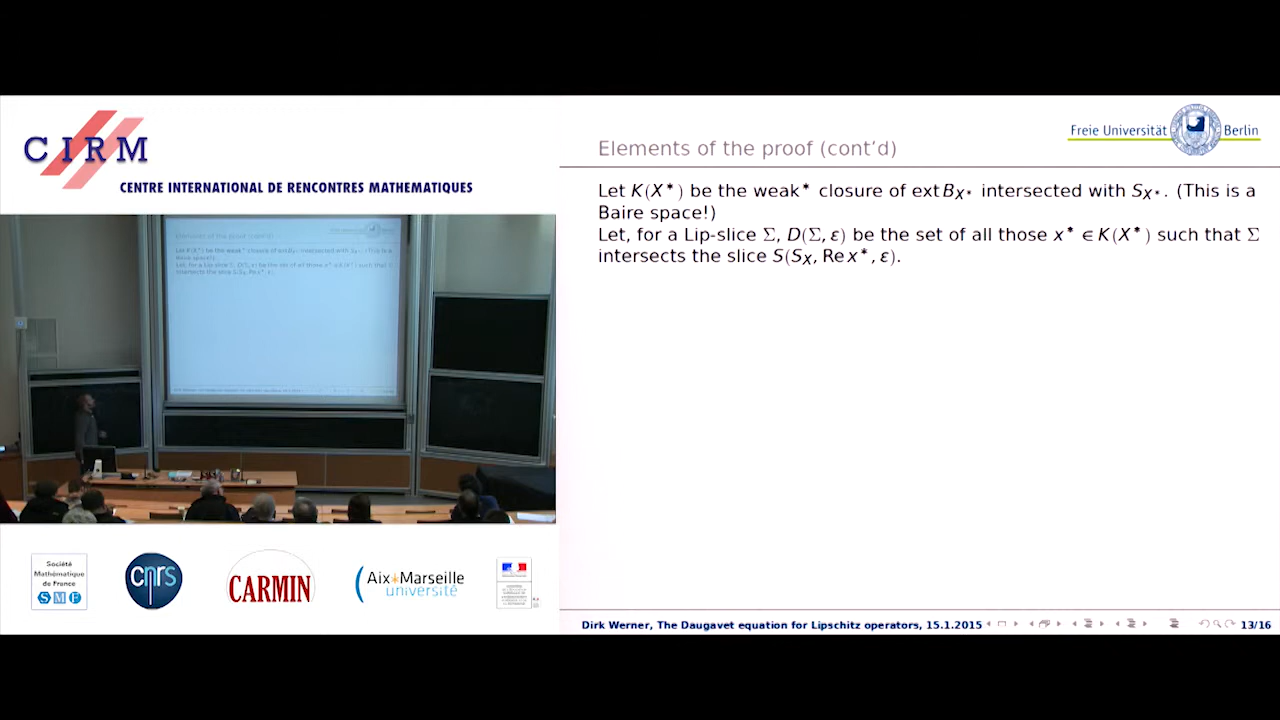 CIRM
CENTRE INTERNATIONAL DE RENCONTRES MATHEMATIQUES
Freie Universität Berlin
Elements of the proof (cont’d)
Let K(X*) be the weak* closure of ext B_{X*} intersected with S_{X*}. (This is a
Baire space!)
Let, for a Lip-slice Σ, D(Σ, ε) be the set of all those x* ∈ K(X*) such that Σ
intersects the slice S(S_X, Re x*, ε).
Société
Mathématique
de France
S M F
cnrs
CARMIN
Aix*Marseille
université
Dirk Werner, The Daugavet equation for Lipschitz operators, 15.1.2015
13/16